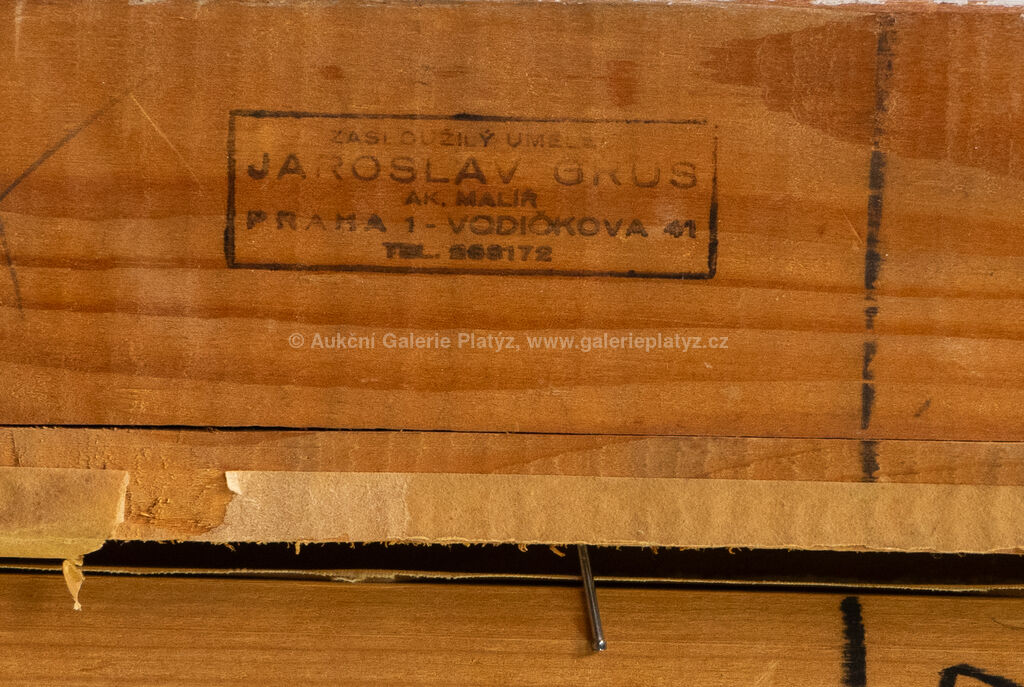 ZASLOUŽILÝ UMĚLEC
JAROSLAV GRUS
AK. MALÍŘ
PRAHA 1 - VODIČKOVA 41
TEL. 269172
© Aukční Galerie Platýz, www.galerieplatyz.cz